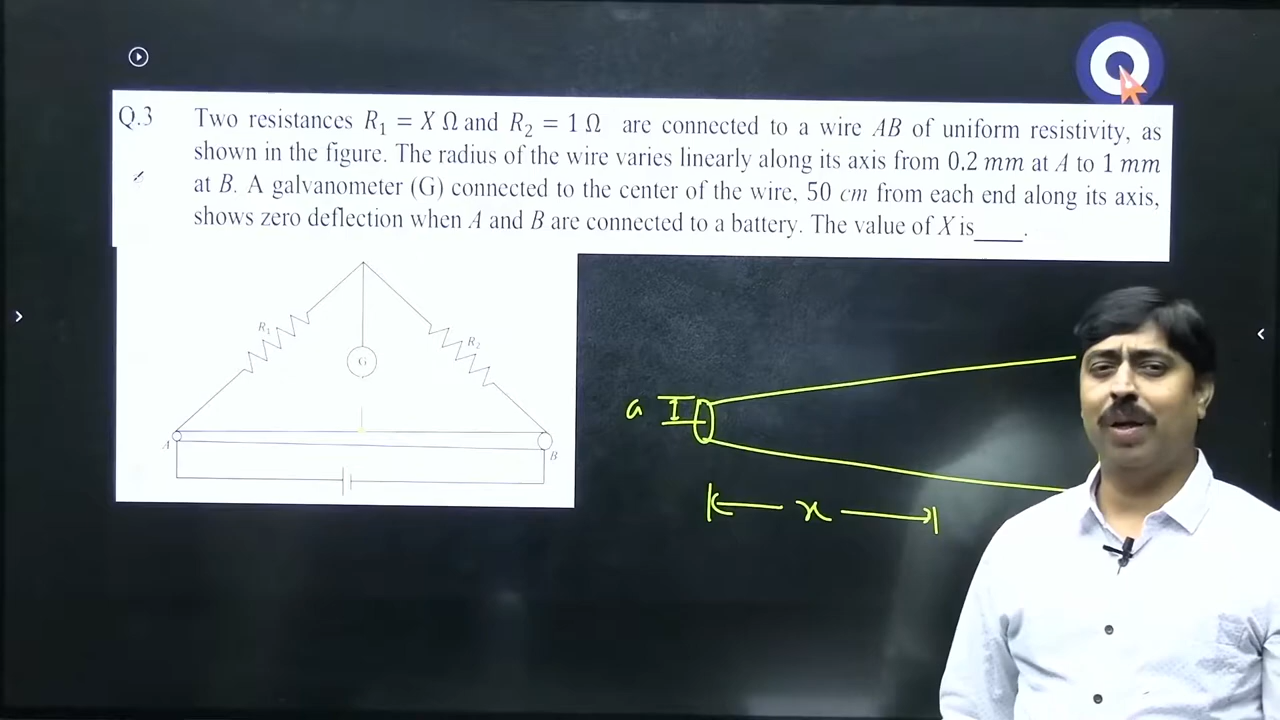 Q.3 Two resistances R₁ = X Ω and R₂ = 1 Ω are connected to a wire AB of uniform resistivity, as
shown in the figure. The radius of the wire varies linearly along its axis from 0.2 mm at A to 1 mm
at B. A galvanometer (G) connected to the center of the wire, 50 cm from each end along its axis,
shows zero deflection when A and B are connected to a battery. The value of X is____.
R₁
R₂
G
A
B
a
x